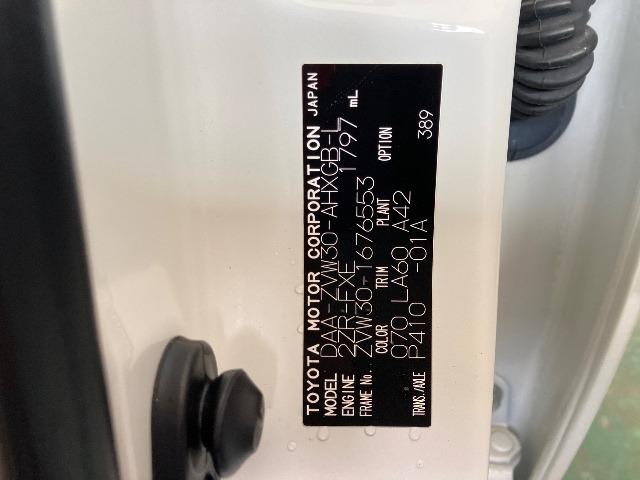 TOYOTA MOTOR CORPORATION JAPAN
MODEL DAA-ZVW30-AHXGB-L
ENGINE 2ZR-FXE 1797 mL
FRAME No. ZVW30-1676553
COLOR TRIM PLANT OPTION
070 LA60 A42 389
TRANS./AXLE P410 -01A